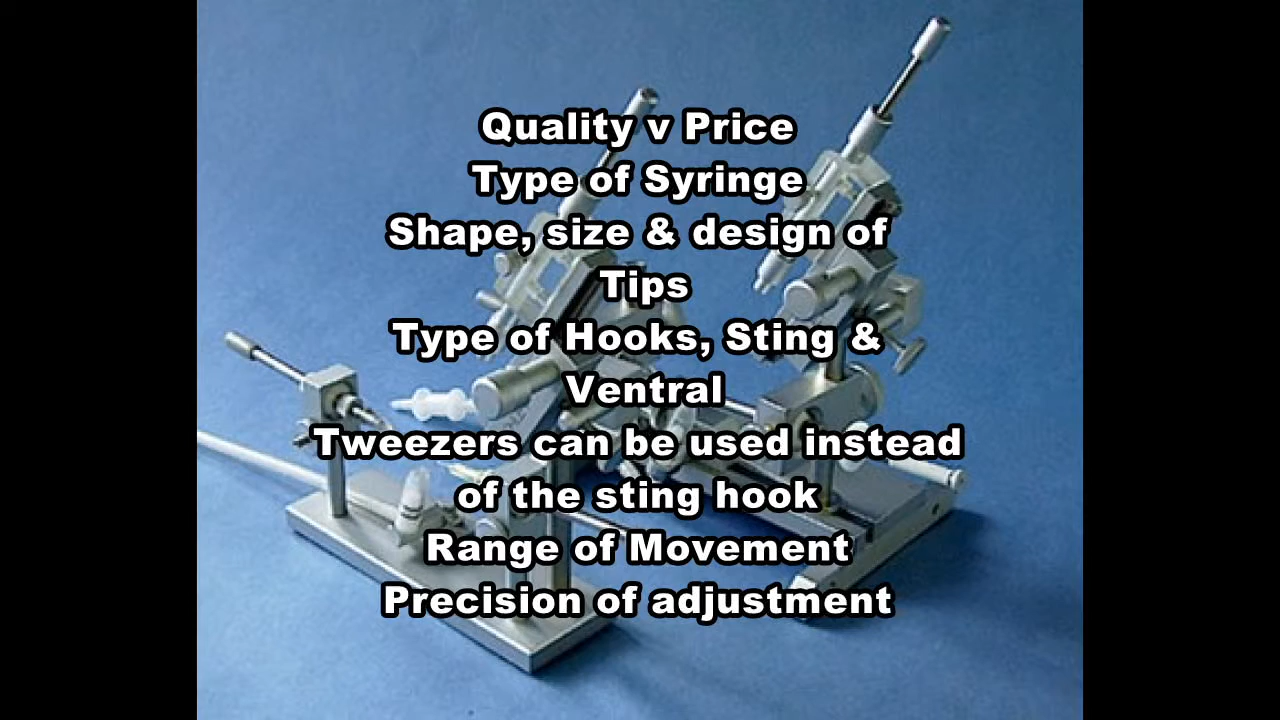 Quality v Price
Type of Syringe
Shape, size & design of
Tips
Type of Hooks, Sting &
Ventral
Tweezers can be used instead
of the sting hook
Range of Movement
Precision of adjustment